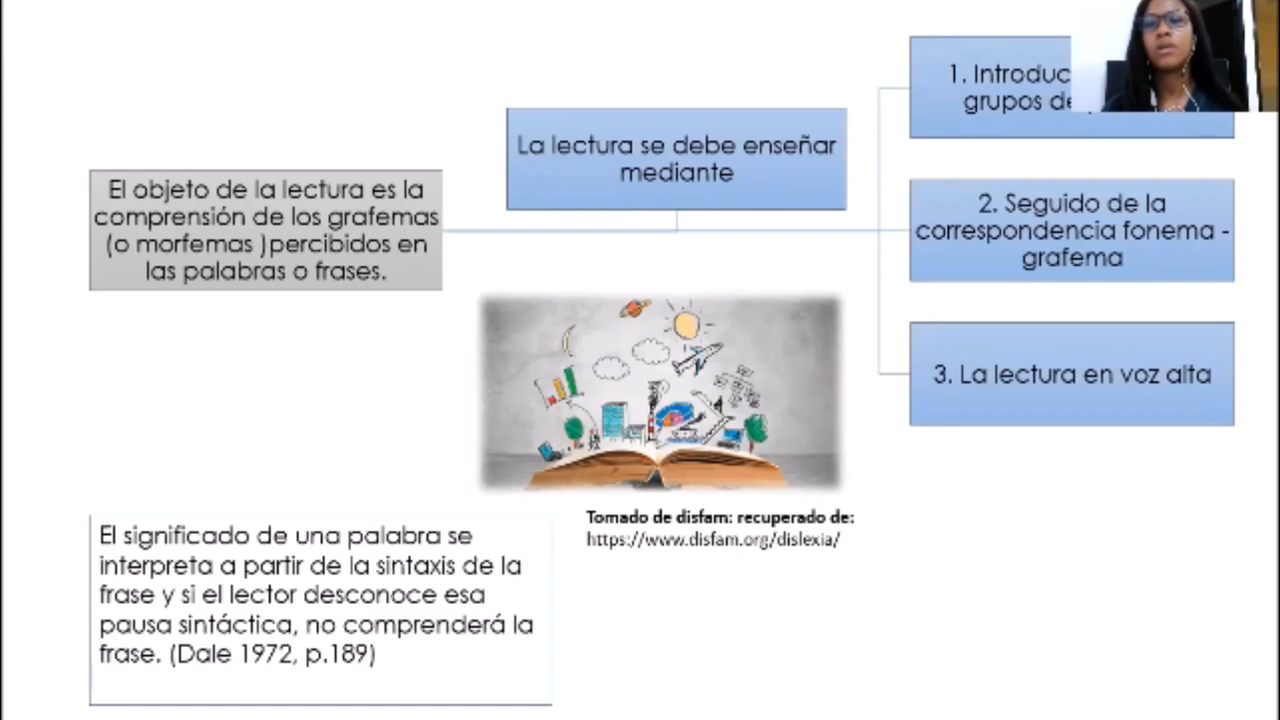 El objeto de la lectura es la
comprensión de los grafemas
(o morfemas )percibidos en
las palabras o frases.
La lectura se debe enseñar
mediante
1. Introduc
grupos de
2. Seguido de la
correspondencia fonema -
grafema
3. La lectura en voz alta
Tomado de disfam: recuperado de:
https://www.disfam.org/dislexia/
El significado de una palabra se
interpreta a partir de la sintaxis de la
frase y si el lector desconoce esa
pausa sintáctica, no comprenderá la
frase. (Dale 1972, p.189)